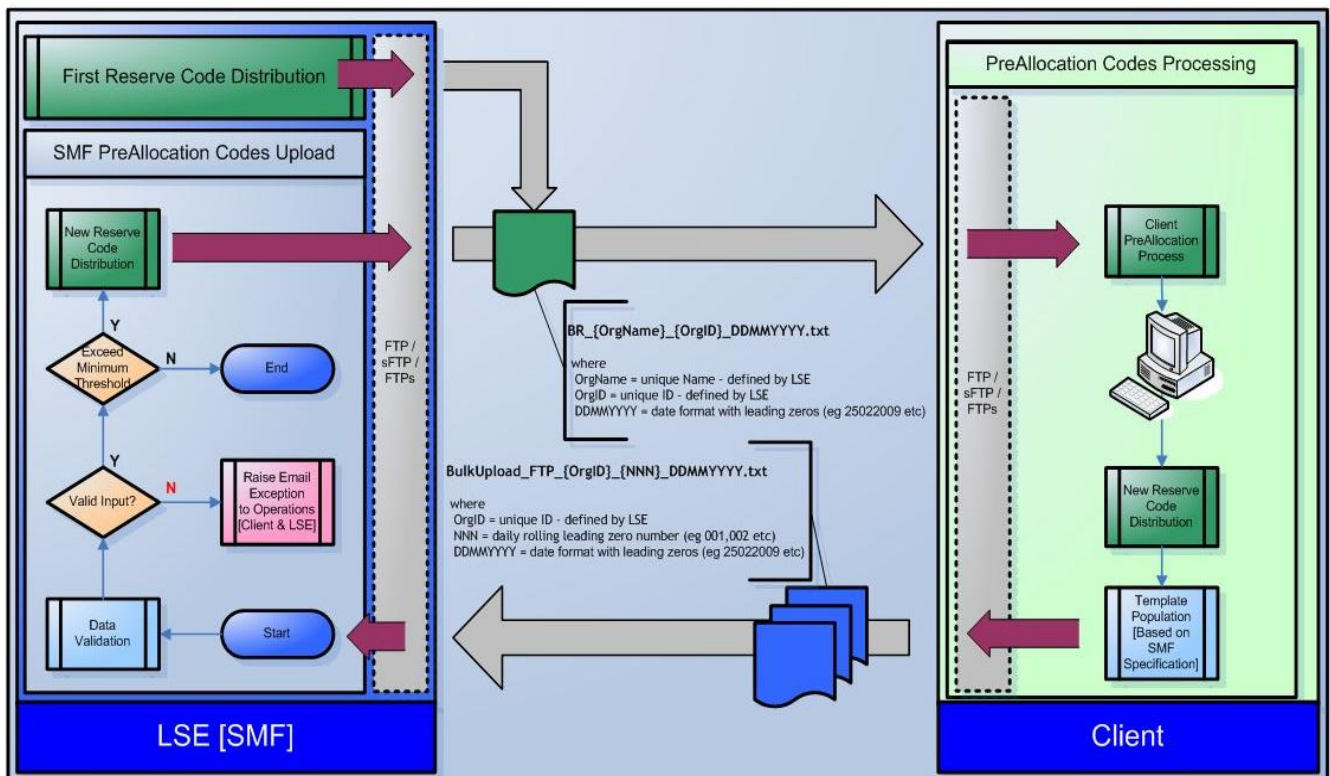 First Reserve Code Distribution
SMF PreAllocation Codes Upload
New Reserve
Code
Distribution
Y
Exceed
Minimum
Threshold
N
End
Y
Valid Input?
N
Raise Email
Exception
to Operations
[Client & LSE]
Data
Validation
Start
FTP /
sFTP /
FTPs
LSE [SMF]
BR_{OrgName}_{OrgID}_DDMMYYYY.txt
where
OrgName = unique Name - defined by LSE
OrgID = unique ID - defined by LSE
DDMMYYYY = date format with leading zeros (eg 25022009 etc)
BulkUpload_FTP_{OrgID}_{NNN}_DDMMYYYY.txt
where
OrgID = unique ID - defined by LSE
NNN = daily rolling leading zero number (eg 001,002 etc)
DDMMYYYY = date format with leading zeros (eg 25022009 etc)
PreAllocation Codes Processing
FTP /
sFTP /
FTPs
Client
PreAllocation
Process
New Reserve
Code
Distribution
Template
Population
[Based on
SMF
Specification]
Client